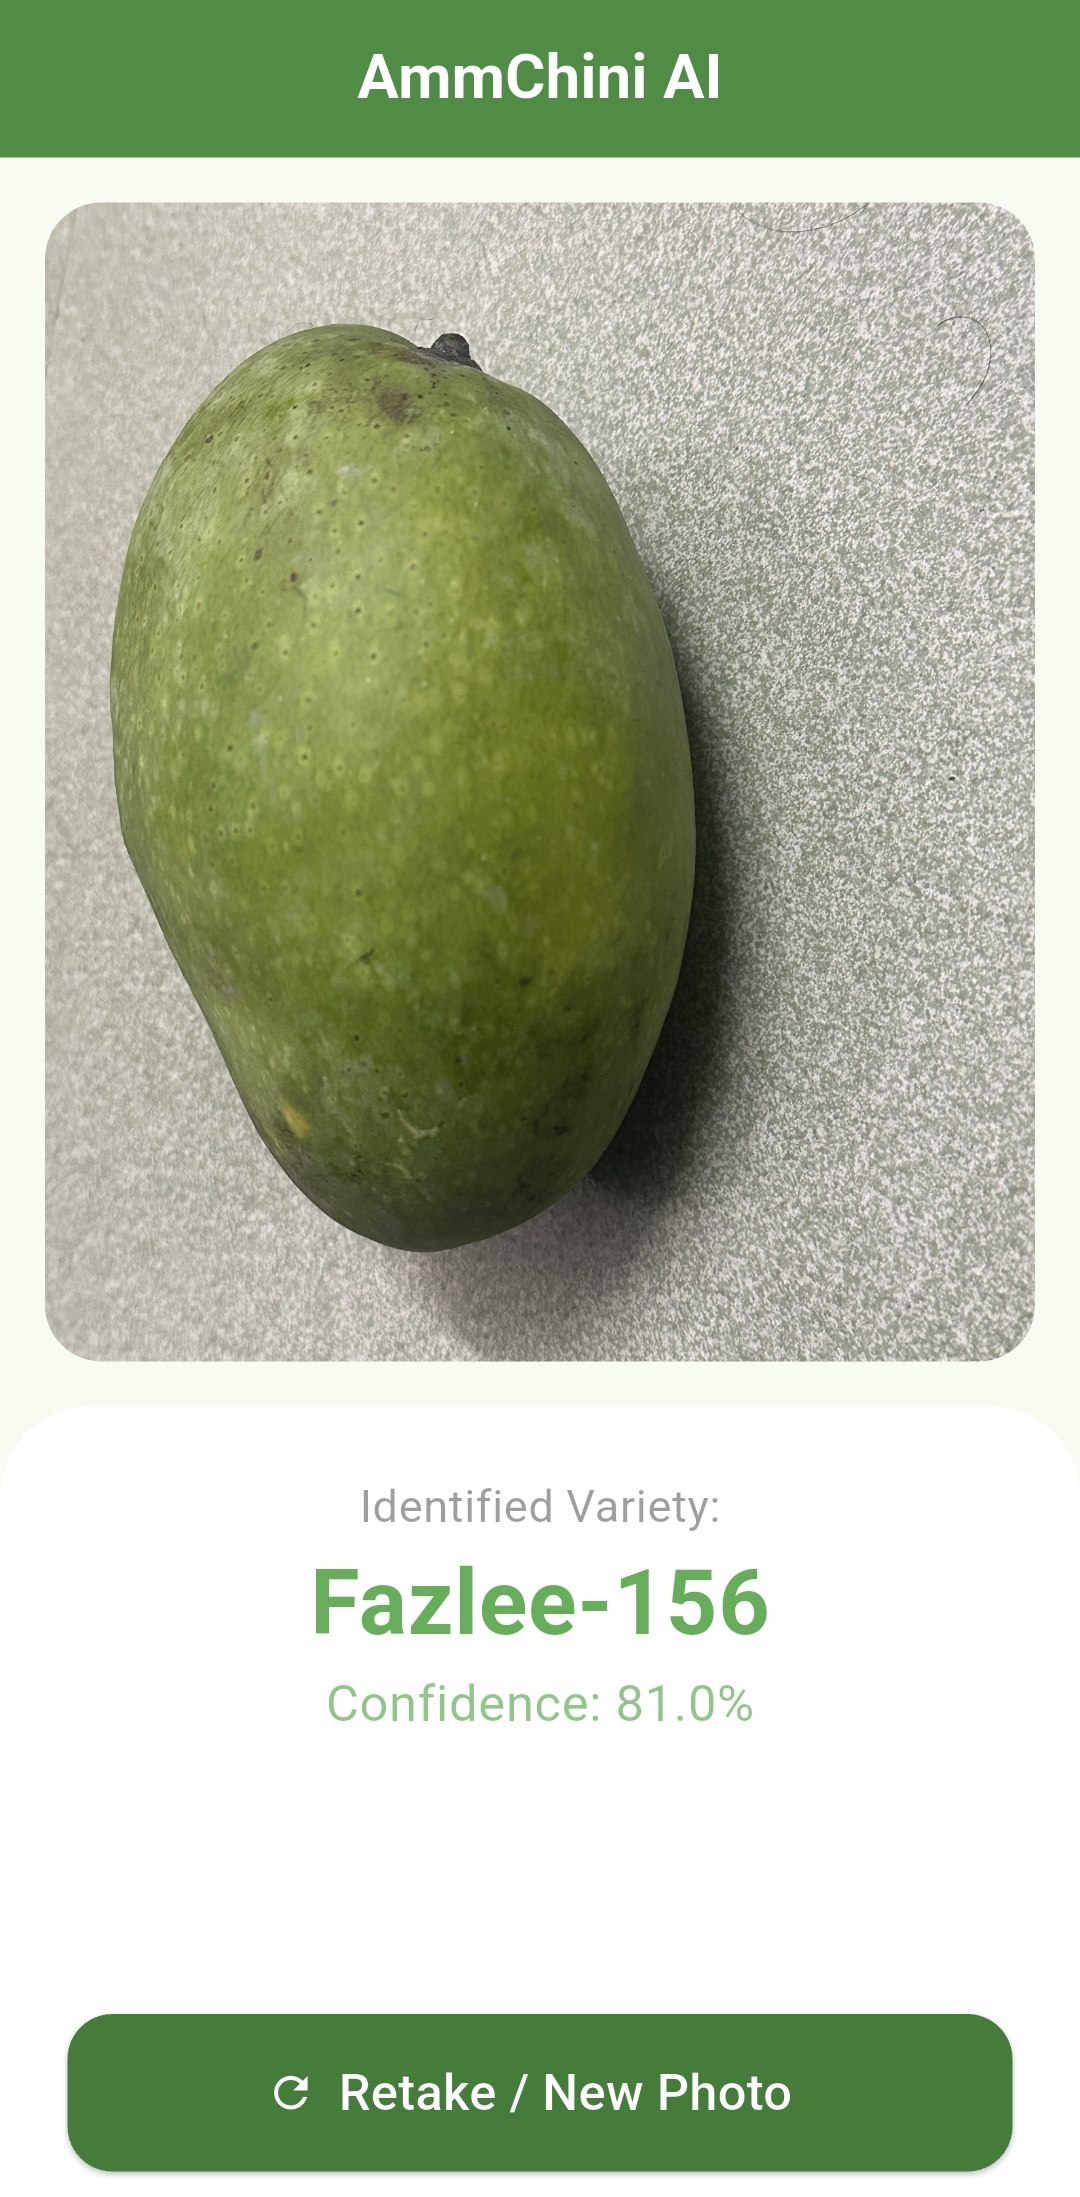 AmmChini AI
Identified Variety:
Fazlee-156
Confidence: 81.0%
Retake / New Photo